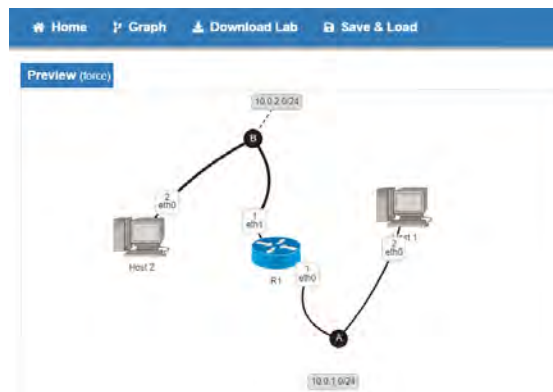 Home Graph Download Lab Save & Load
Preview (force)
10.0.2.0/24
B
2
eth0
1
eth1
Host 2
2
eth0
R1
1
eth0
A
10.0.1.0/24